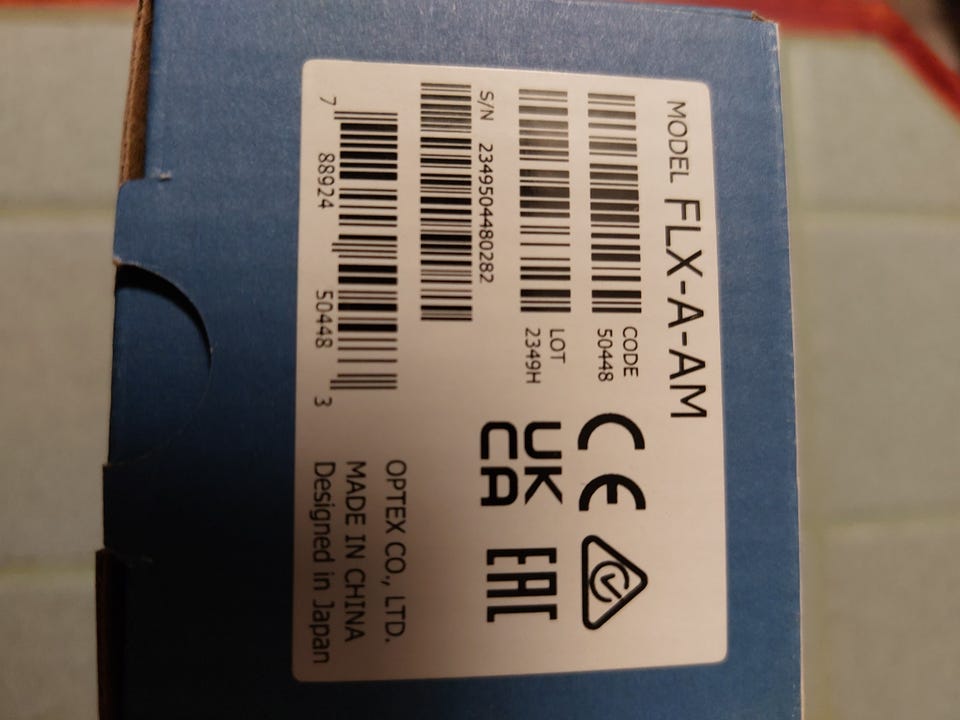 MODEL FLX-A-AM
CODE
50448
LOT
2349H
S/N 2349504480282
7 88924 50448 3
CE
UK
CA
EAC
OPTEX CO., LTD.
MADE IN CHINA
Designed in Japan